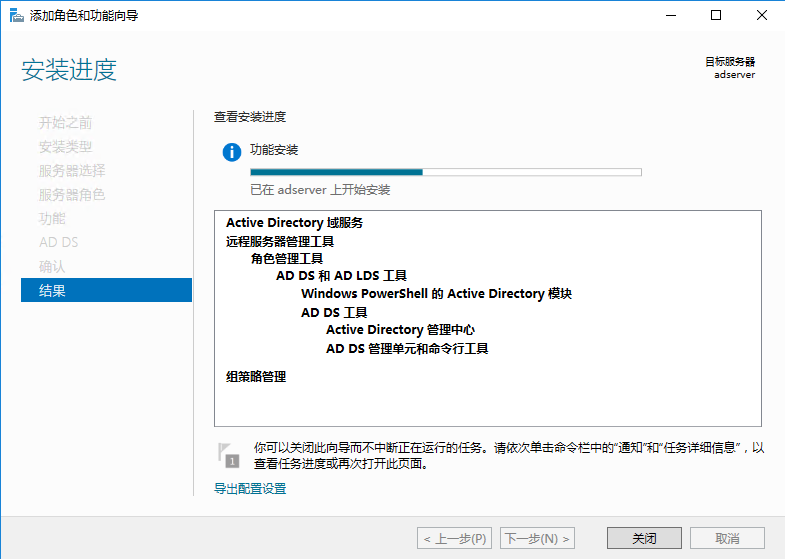 添加角色和功能向导
安装进度
目标服务器
adserver
开始之前
安装类型
服务器选择
服务器角色
功能
AD DS
确认
结果
查看安装进度
功能安装
已在 adserver 上开始安装
Active Directory 域服务
远程服务器管理工具
角色管理工具
AD DS 和 AD LDS 工具
Windows PowerShell 的 Active Directory 模块
AD DS 工具
Active Directory 管理中心
AD DS 管理单元和命令行工具
组策略管理
1
你可以关闭此向导而不中断正在运行的任务。请依次单击命令栏中的"通知"和"任务详细信息"，以
查看任务进度或再次打开此页面。
导出配置设置
< 上一步(P)
下一步(N) >
关闭
取消